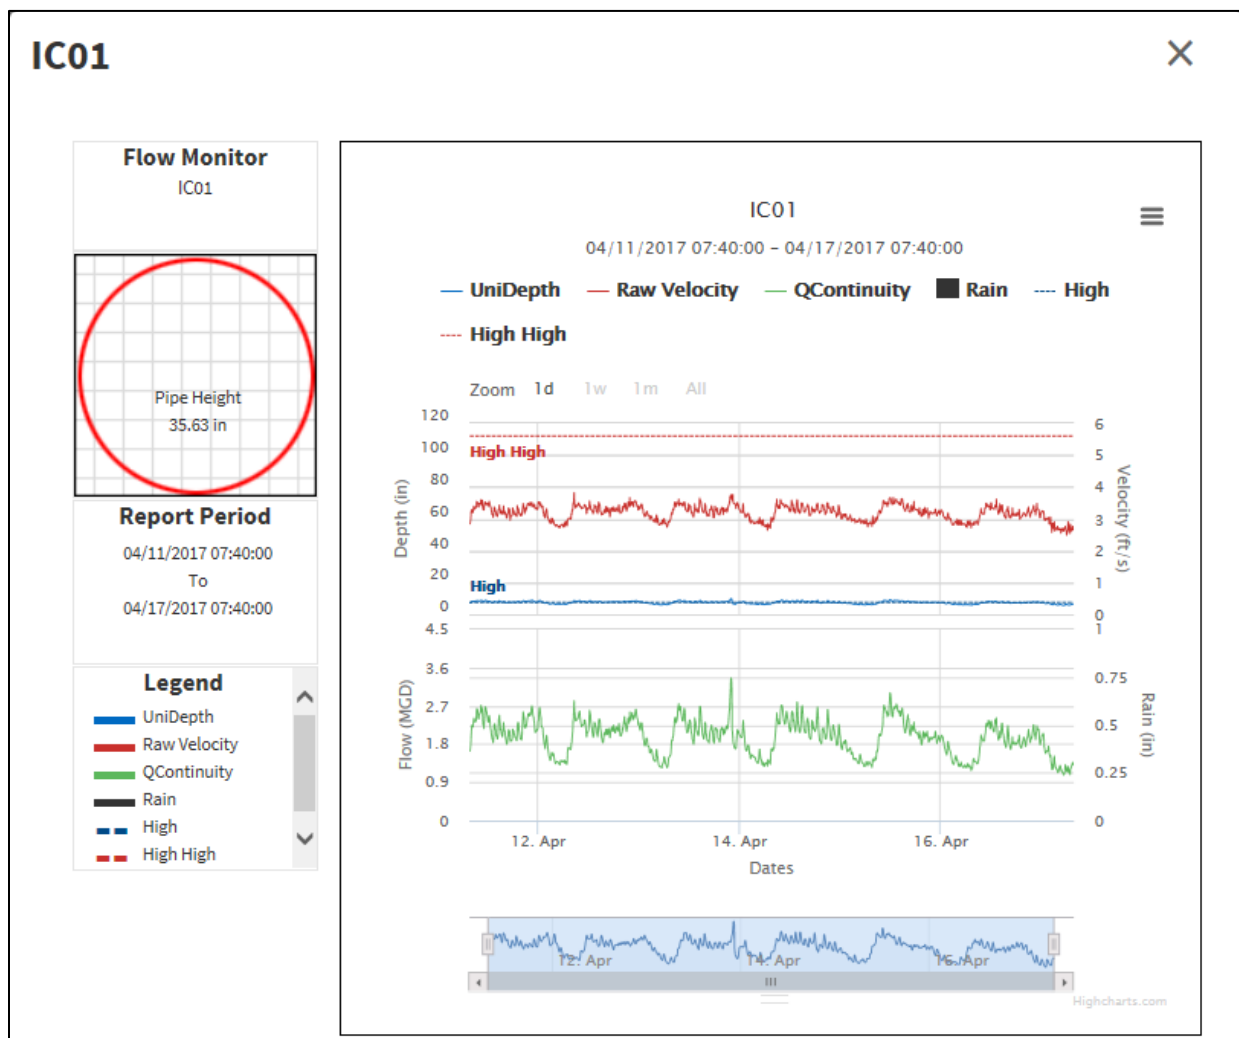 IC01
Flow Monitor
IC01
Pipe Height
35.63 in
Report Period
04/11/2017 07:40:00
To
04/17/2017 07:40:00
Legend
UniDepth
Raw Velocity
QContinuity
Rain
High
High High
IC01
04/11/2017 07:40:00 - 04/17/2017 07:40:00
UniDepth Raw Velocity QContinuity Rain High
High High
Zoom 1d 1w 1m All
120
100
80
60
40
20
0
Depth (in)
High High
High
6
5
4
3
2
1
0
Velocity (ft/s)
4.5
3.6
2.7
1.8
0.9
0
Flow (MGD)
1
0.75
0.5
0.25
0
Rain (in)
12. Apr 14. Apr 16. Apr
Dates
12. Apr 14. Apr 16. Apr
Highcharts.com